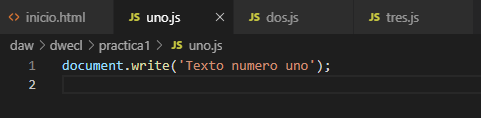 <> inicio.html JS uno.js × JS dos.js JS tres.js
daw > dwecl > practica1 > JS uno.js
1 document.write('Texto numero uno');
2